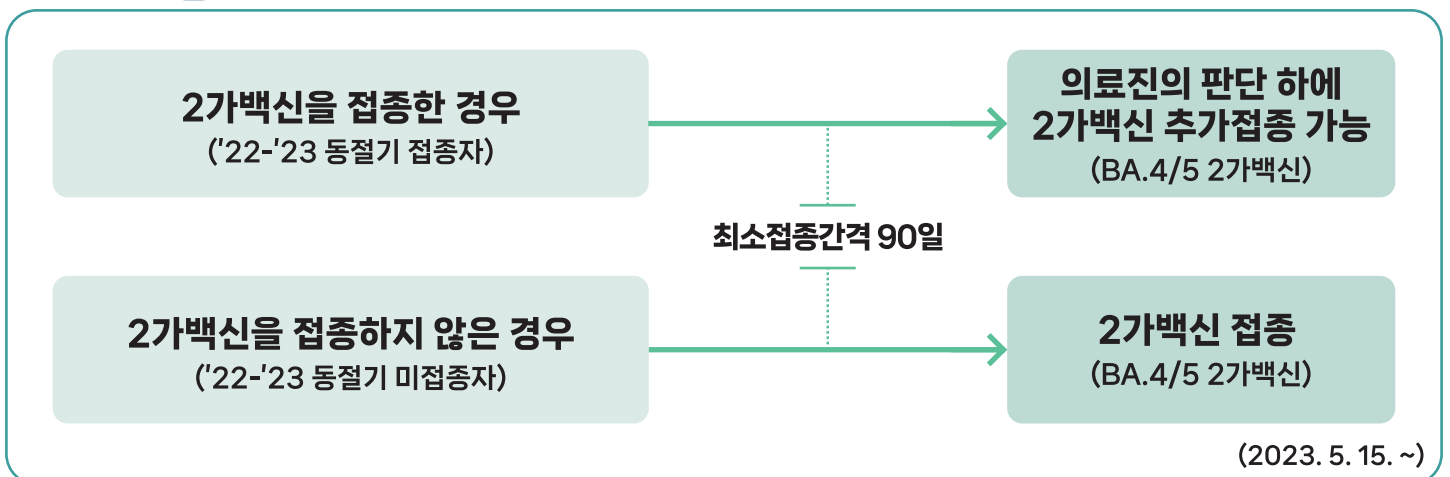 2가백신을 접종한 경우
('22-'23 동절기 접종자)
의료진의 판단 하에
2가백신 추가접종 가능
(BA.4/5 2가백신)
최소접종간격 90일
2가백신을 접종하지 않은 경우
('22-'23 동절기 미접종자)
2가백신 접종
(BA.4/5 2가백신)
(2023. 5. 15. ~)